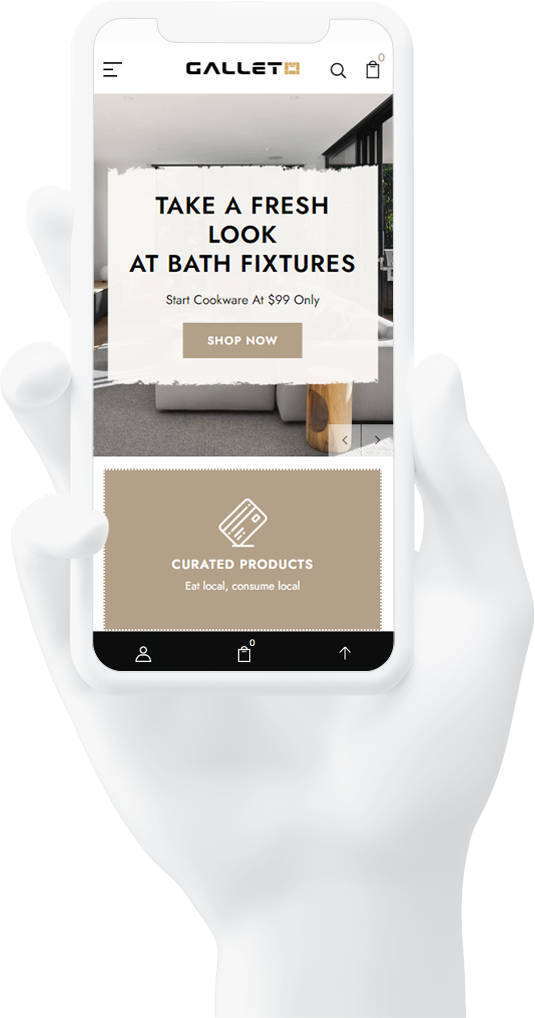 GALLETO
0
TAKE A FRESH
LOOK
AT BATH FIXTURES
Start Cookware At $99 Only
SHOP NOW
CURATED PRODUCTS
Eat local, consume local
0